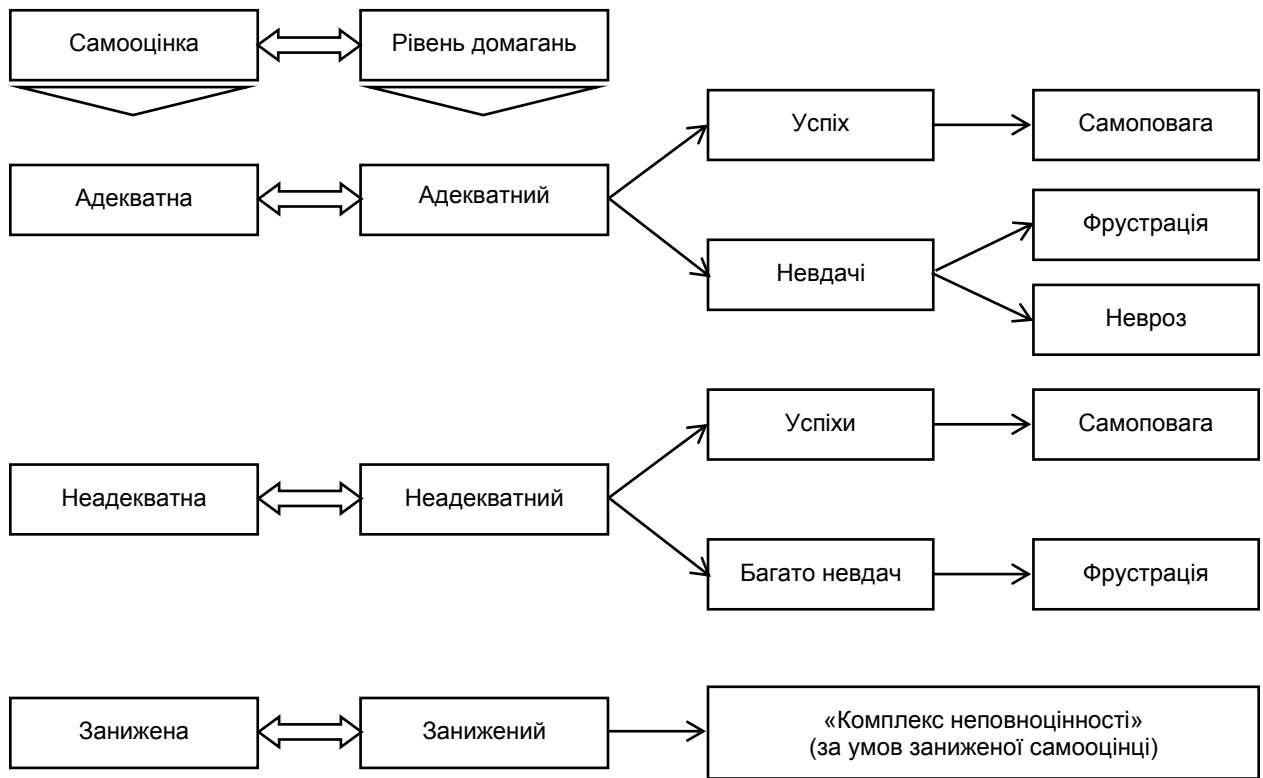 Самооцінка
Рівень домагань
Успіх
Самоповага
Адекватна
Адекватний
Фрустрація
Невдачі
Невроз
Успіхи
Самоповага
Неадекватна
Неадекватний
Багато невдач
Фрустрація
Занижена
Занижений
«Комплекс неповноцінності»
(за умов заниженої самооцінці)